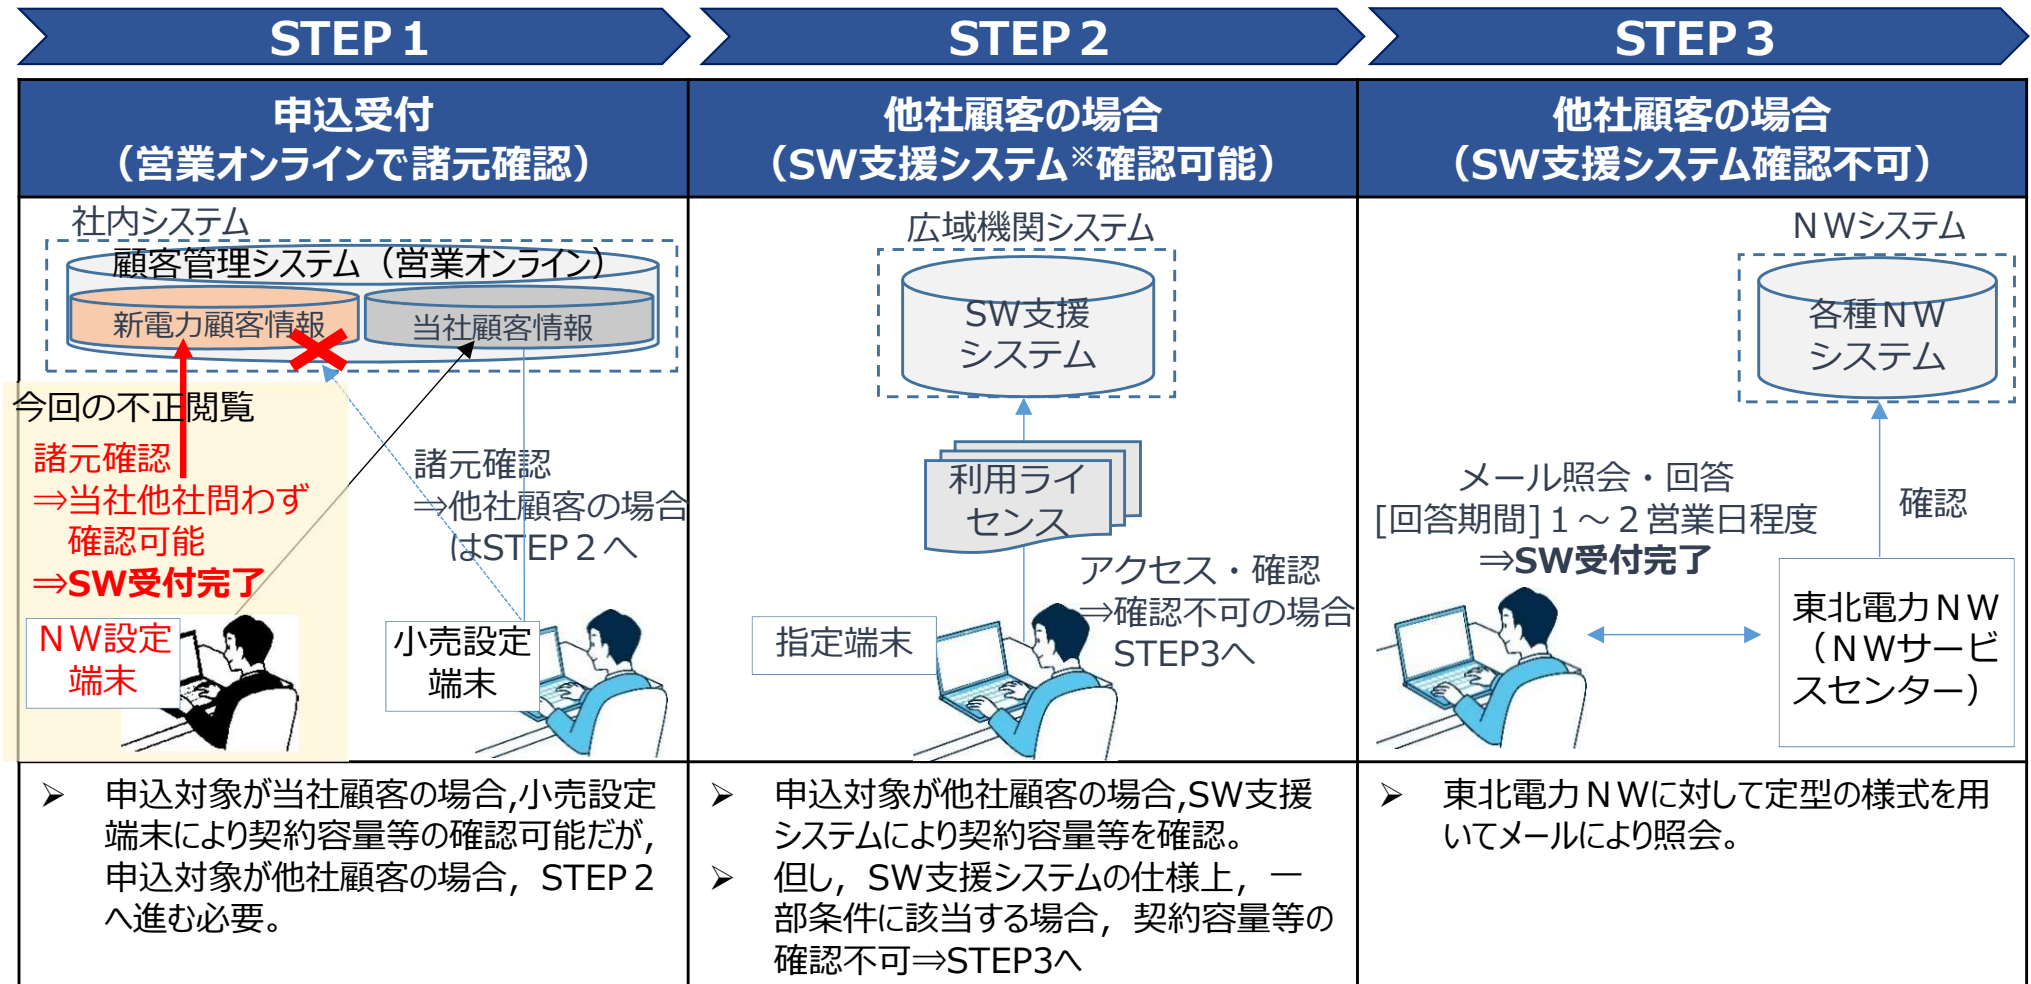 STEP１
STEP２
STEP３
申込受付
（営業オンラインで諸元確認）
他社顧客の場合
（SW支援システム※確認可能）
他社顧客の場合
（SW支援システム確認不可）
社内システム
顧客管理システム（営業オンライン）
新電力顧客情報
当社顧客情報
今回の不正閲覧
諸元確認
⇒当社他社問わず
確認可能
⇒SW受付完了
ＮＷ設定
端末
諸元確認
⇒他社顧客の場合
はSTEP２へ
小売設定
端末
広域機関システム
SW支援
システム
利用ライ
センス
アクセス・確認
⇒確認不可の場合
STEP3へ
指定端末
ＮＷシステム
各種ＮＷ
システム
メール照会・回答
[回答期間]１～２営業日程度
⇒SW受付完了
確認
東北電力ＮＷ
（ＮＷサービ
スセンター）
➢ 申込対象が当社顧客の場合,小売設定
端末により契約容量等の確認可能だが,
申込対象が他社顧客の場合，STEP２
へ進む必要。
➢ 申込対象が他社顧客の場合,SW支援
システムにより契約容量等を確認。
➢ 但し，SW支援システムの仕様上，一
部条件に該当する場合，契約容量等の
確認不可⇒STEP3へ
➢ 東北電力ＮＷに対して定型の様式を用
いてメールにより照会。